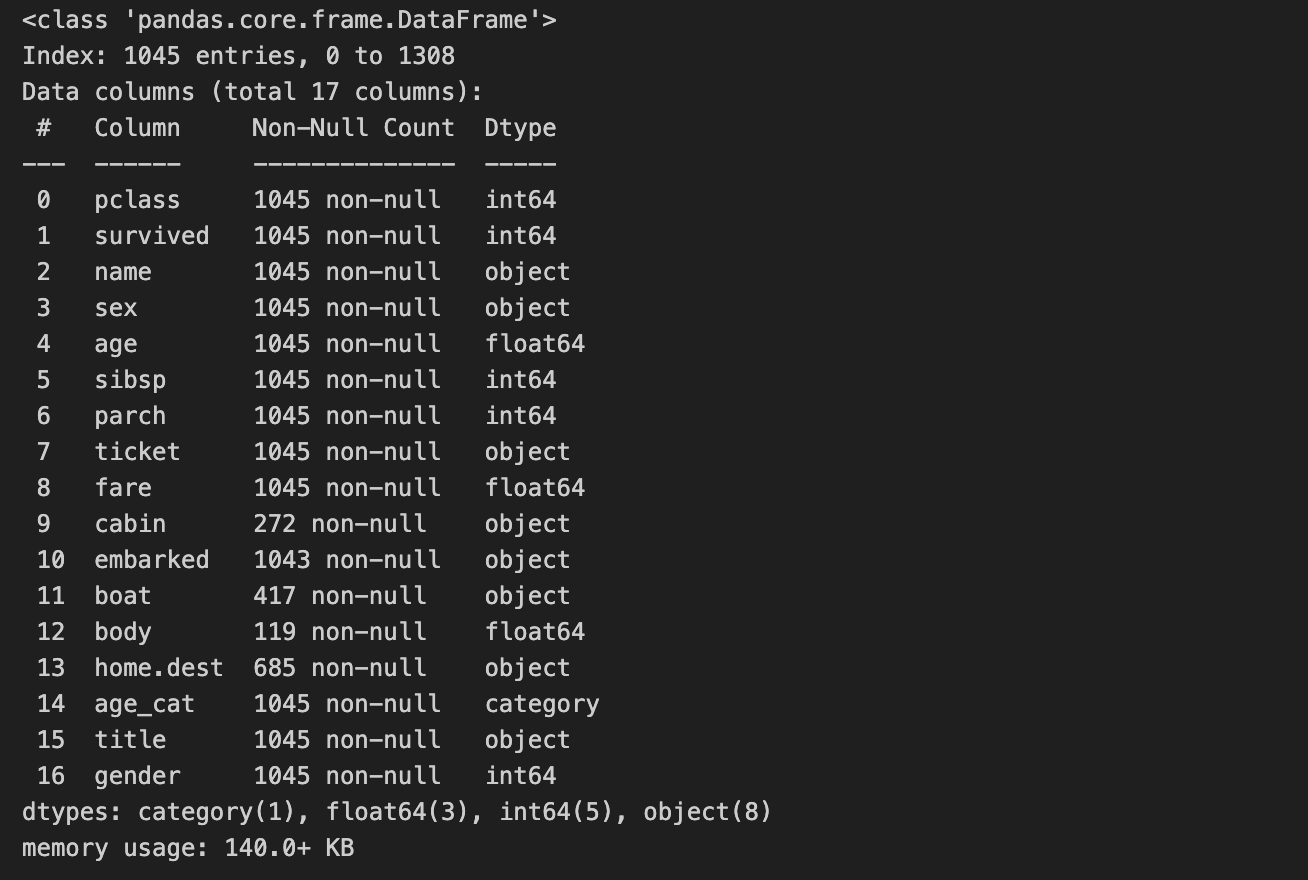 <class 'pandas.core.frame.DataFrame'>
Index: 1045 entries, 0 to 1308
Data columns (total 17 columns):
 #   Column     Non-Null Count  Dtype
---  ------     --------------  -----
 0   pclass     1045 non-null   int64
 1   survived   1045 non-null   int64
 2   name       1045 non-null   object
 3   sex        1045 non-null   object
 4   age        1045 non-null   float64
 5   sibsp      1045 non-null   int64
 6   parch      1045 non-null   int64
 7   ticket     1045 non-null   object
 8   fare       1045 non-null   float64
 9   cabin      272 non-null    object
 10  embarked   1043 non-null   object
 11  boat       417 non-null    object
 12  body       119 non-null    float64
 13  home.dest  685 non-null    object
 14  age_cat    1045 non-null   category
 15  title      1045 non-null   object
 16  gender     1045 non-null   int64
dtypes: category(1), float64(3), int64(5), object(8)
memory usage: 140.0+ KB